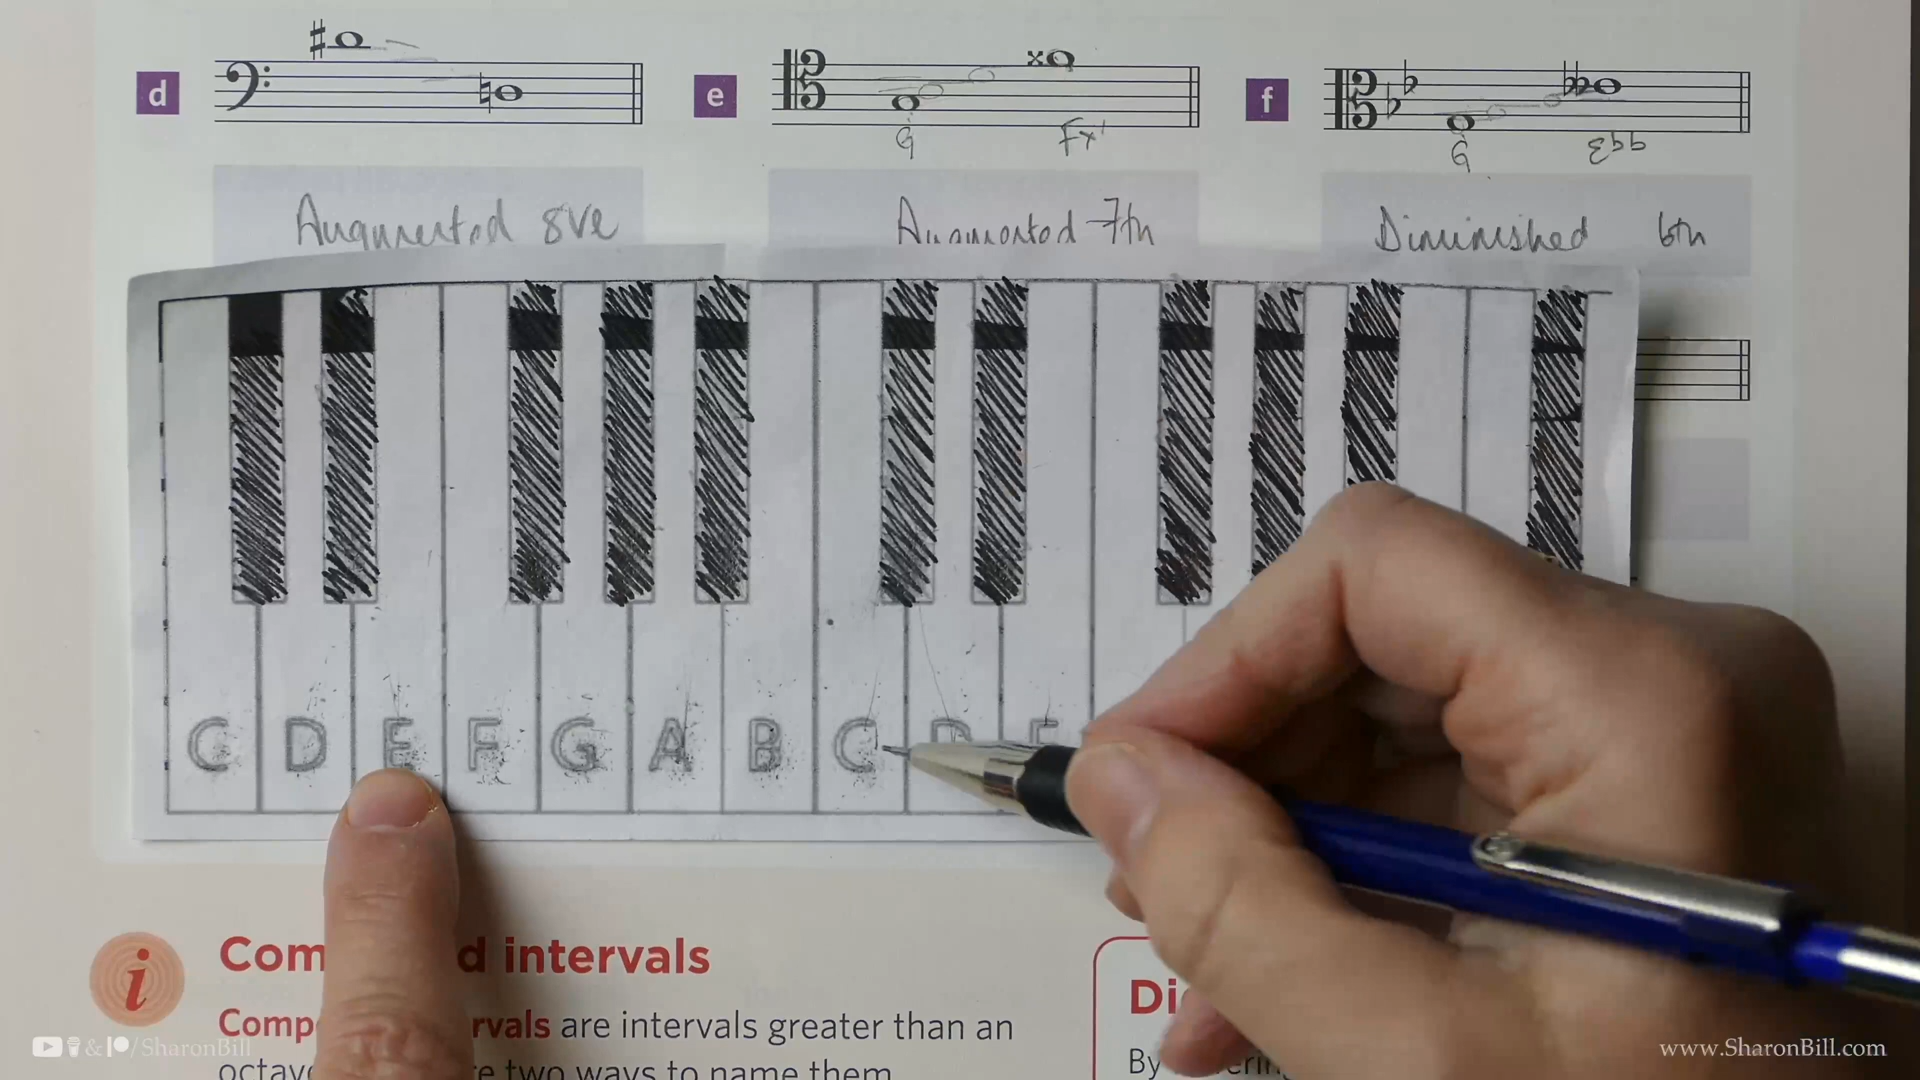 d e f
G Fx' G Ebb
Augmented 8ve Augmented 7th Diminished 6th
C D E F G A B C D E
i Com d intervals
Comp rvals are intervals greater than an Di
octav e two ways to name them By
& /SharonBill www.SharonBill.com